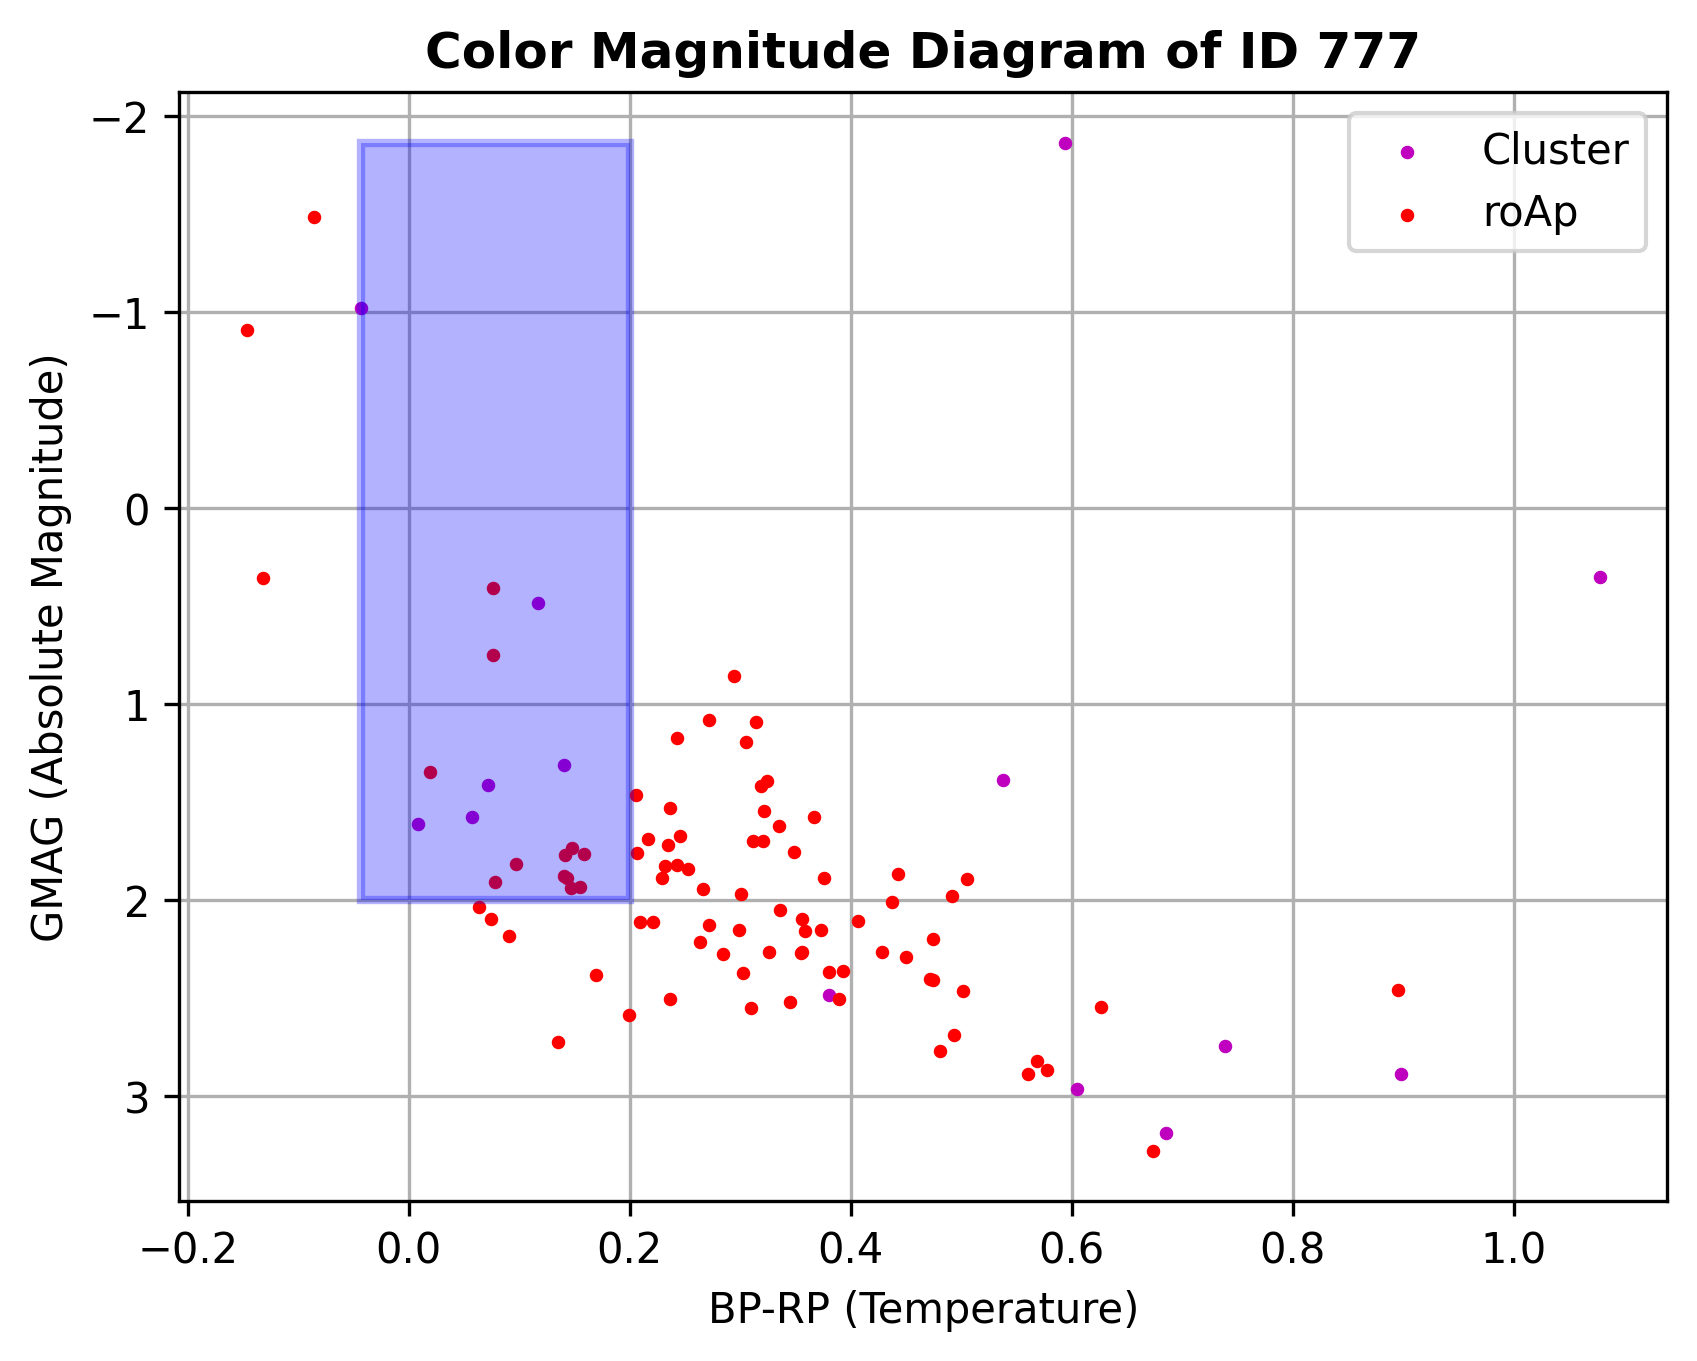 Color Magnitude Diagram of ID 777
Cluster
roAp
−2
−1
0
1
2
3
GMAG (Absolute Magnitude)
−0.2 0.0 0.2 0.4 0.6 0.8 1.0
BP-RP (Temperature)